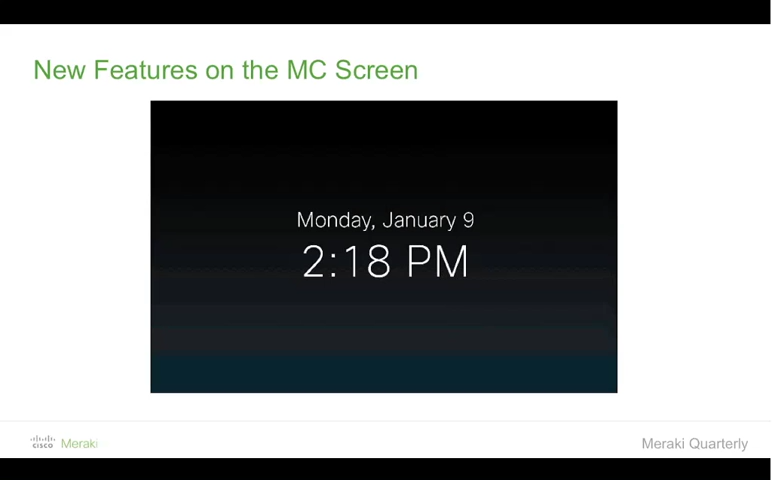 New Features on the MC Screen
Monday, January 9
2:18 PM
CISCO Meraki
Meraki Quarterly